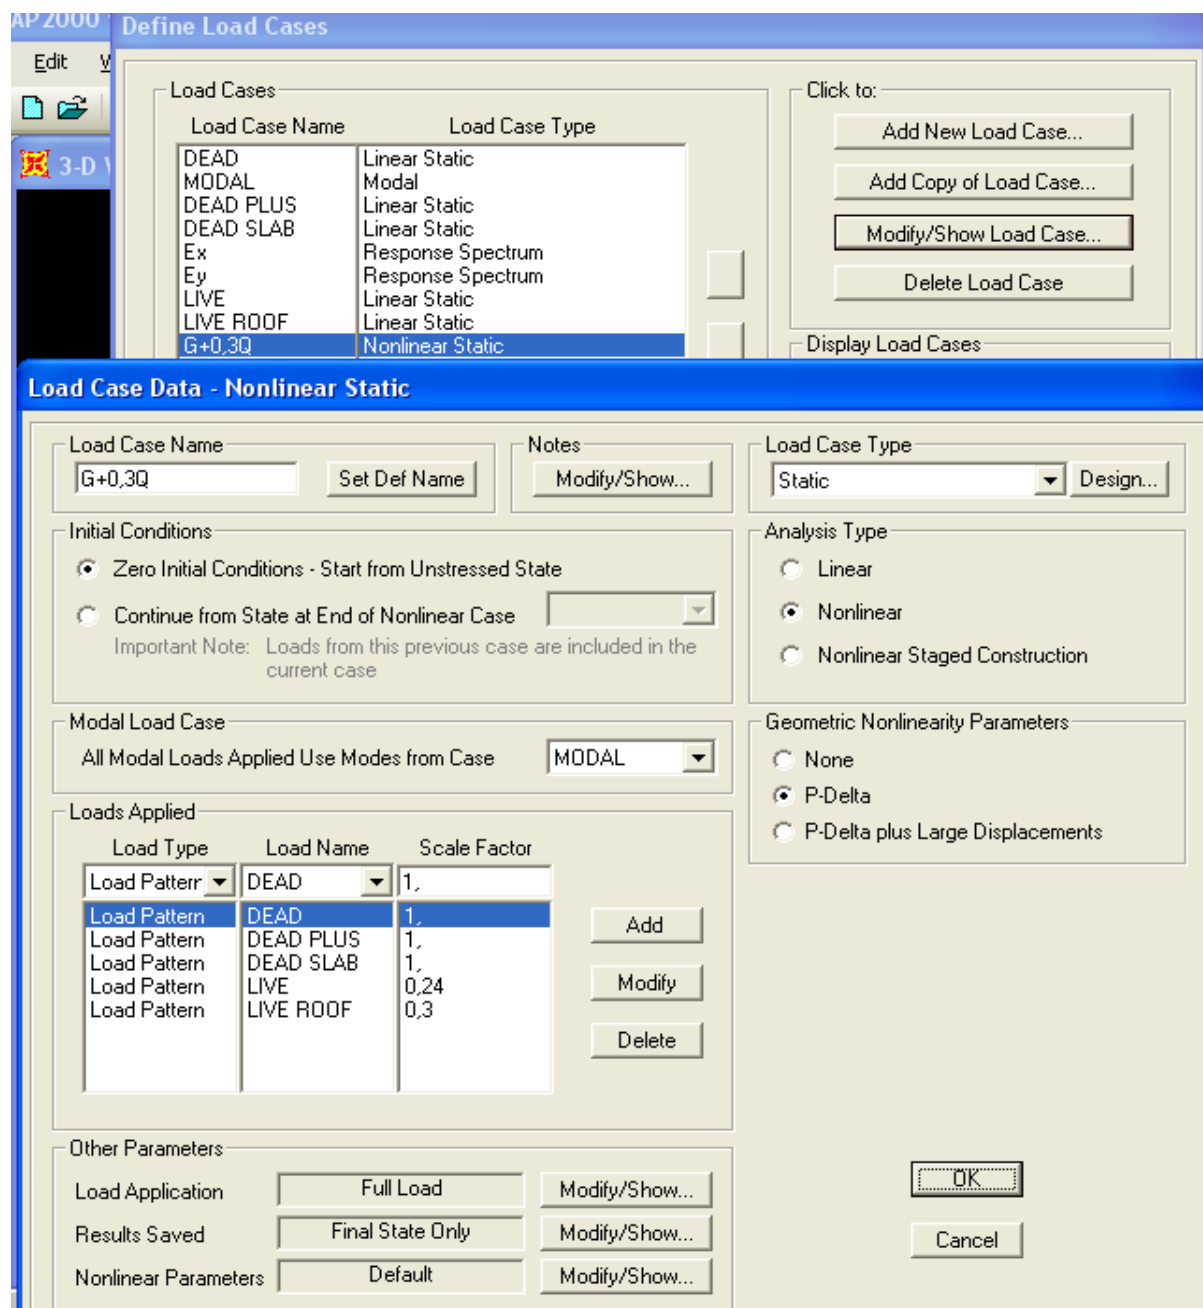 AP2000
Define Load Cases
Edit
Load Cases
Click to:
Load Case Name Load Case Type
Add New Load Case...
DEAD Linear Static
MODAL Modal
Add Copy of Load Case...
DEAD PLUS Linear Static
DEAD SLAB Linear Static
Modify/Show Load Case...
Ex Response Spectrum
Ey Response Spectrum
Delete Load Case
LIVE Linear Static
LIVE ROOF Linear Static
G+0,3Q Nonlinear Static
Display Load Cases
3-D
Load Case Data - Nonlinear Static
Load Case Name
Notes
Load Case Type
G+0,3Q
Set Def Name
Modify/Show...
Static
Design...
Initial Conditions
Zero Initial Conditions - Start from Unstressed State
Continue from State at End of Nonlinear Case
Important Note: Loads from this previous case are included in the
current case
Analysis Type
Linear
Nonlinear
Nonlinear Staged Construction
Modal Load Case
All Modal Loads Applied Use Modes from Case MODAL
Geometric Nonlinearity Parameters
None
P-Delta
P-Delta plus Large Displacements
Loads Applied
Load Type Load Name Scale Factor
Load Pattern DEAD 1,
Load Pattern DEAD 1,
Load Pattern DEAD PLUS 1,
Load Pattern DEAD SLAB 1,
Load Pattern LIVE 0,24
Load Pattern LIVE ROOF 0,3
Add
Modify
Delete
Other Parameters
Load Application Full Load Modify/Show...
Results Saved Final State Only Modify/Show...
Nonlinear Parameters Default Modify/Show...
OK
Cancel